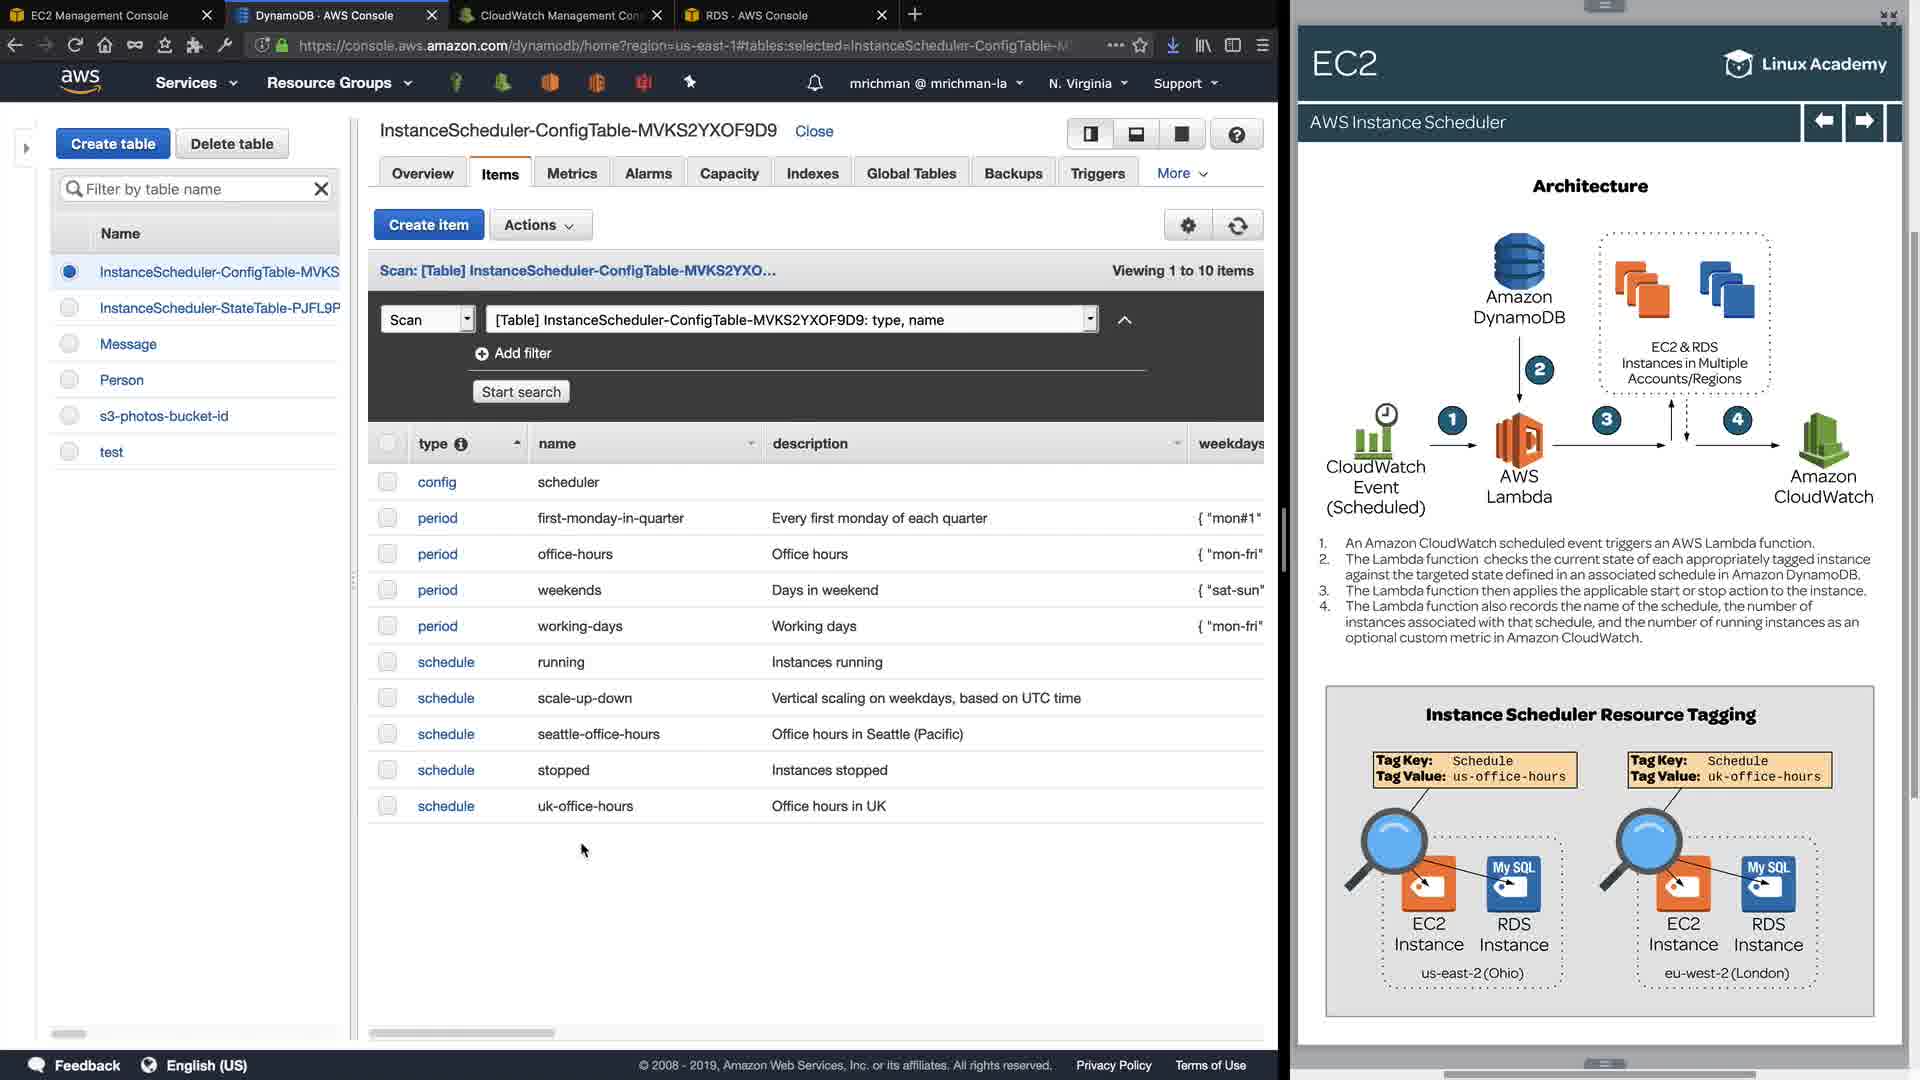 EC2 Management Console
DynamoDB · AWS Console
CloudWatch Management Con
RDS · AWS Console
https://console.aws.amazon.com/dynamodb/home?region=us-east-1#tables:selected=InstanceScheduler-ConfigTable-M
aws
Services
Resource Groups
mrichman @ mrichman-la
N. Virginia
Support
Create table
Delete table
Filter by table name
Name
InstanceScheduler-ConfigTable-MVKS
InstanceScheduler-StateTable-PJFL9P
Message
Person
s3-photos-bucket-id
test
InstanceScheduler-ConfigTable-MVKS2YXOF9D9
Close
Overview
Items
Metrics
Alarms
Capacity
Indexes
Global Tables
Backups
Triggers
More
Create item
Actions
Scan: [Table] InstanceScheduler-ConfigTable-MVKS2YXO...
Viewing 1 to 10 items
Scan
[Table] InstanceScheduler-ConfigTable-MVKS2YXOF9D9: type, name
Add filter
Start search
type name description weekdays
config scheduler
period first-monday-in-quarter Every first monday of each quarter { "mon#1"
period office-hours Office hours { "mon-fri"
period weekends Days in weekend { "sat-sun"
period working-days Working days { "mon-fri"
schedule running Instances running
schedule scale-up-down Vertical scaling on weekdays, based on UTC time
schedule seattle-office-hours Office hours in Seattle (Pacific)
schedule stopped Instances stopped
schedule uk-office-hours Office hours in UK
Feedback
English (US)
© 2008 - 2019, Amazon Web Services, Inc. or its affiliates. All rights reserved.
Privacy Policy
Terms of Use
EC2
Linux Academy
AWS Instance Scheduler
Architecture
Amazon
DynamoDB
EC2 & RDS
Instances in Multiple
Accounts/Regions
2
1
3
4
CloudWatch
Event
(Scheduled)
AWS
Lambda
Amazon
CloudWatch
1. An Amazon CloudWatch scheduled event triggers an AWS Lambda function.
2. The Lambda function checks the current state of each appropriately tagged instance
against the targeted state defined in an associated schedule in Amazon DynamoDB.
3. The Lambda function then applies the applicable start or stop action to the instance.
4. The Lambda function also records the name of the schedule, the number of
instances associated with that schedule, and the number of running instances as an
optional custom metric in Amazon CloudWatch.
Instance Scheduler Resource Tagging
Tag Key: Schedule
Tag Value: us-office-hours
Tag Key: Schedule
Tag Value: uk-office-hours
My SQL
My SQL
EC2
Instance
RDS
Instance
EC2
Instance
RDS
Instance
us-east-2 (Ohio)
eu-west-2 (London)